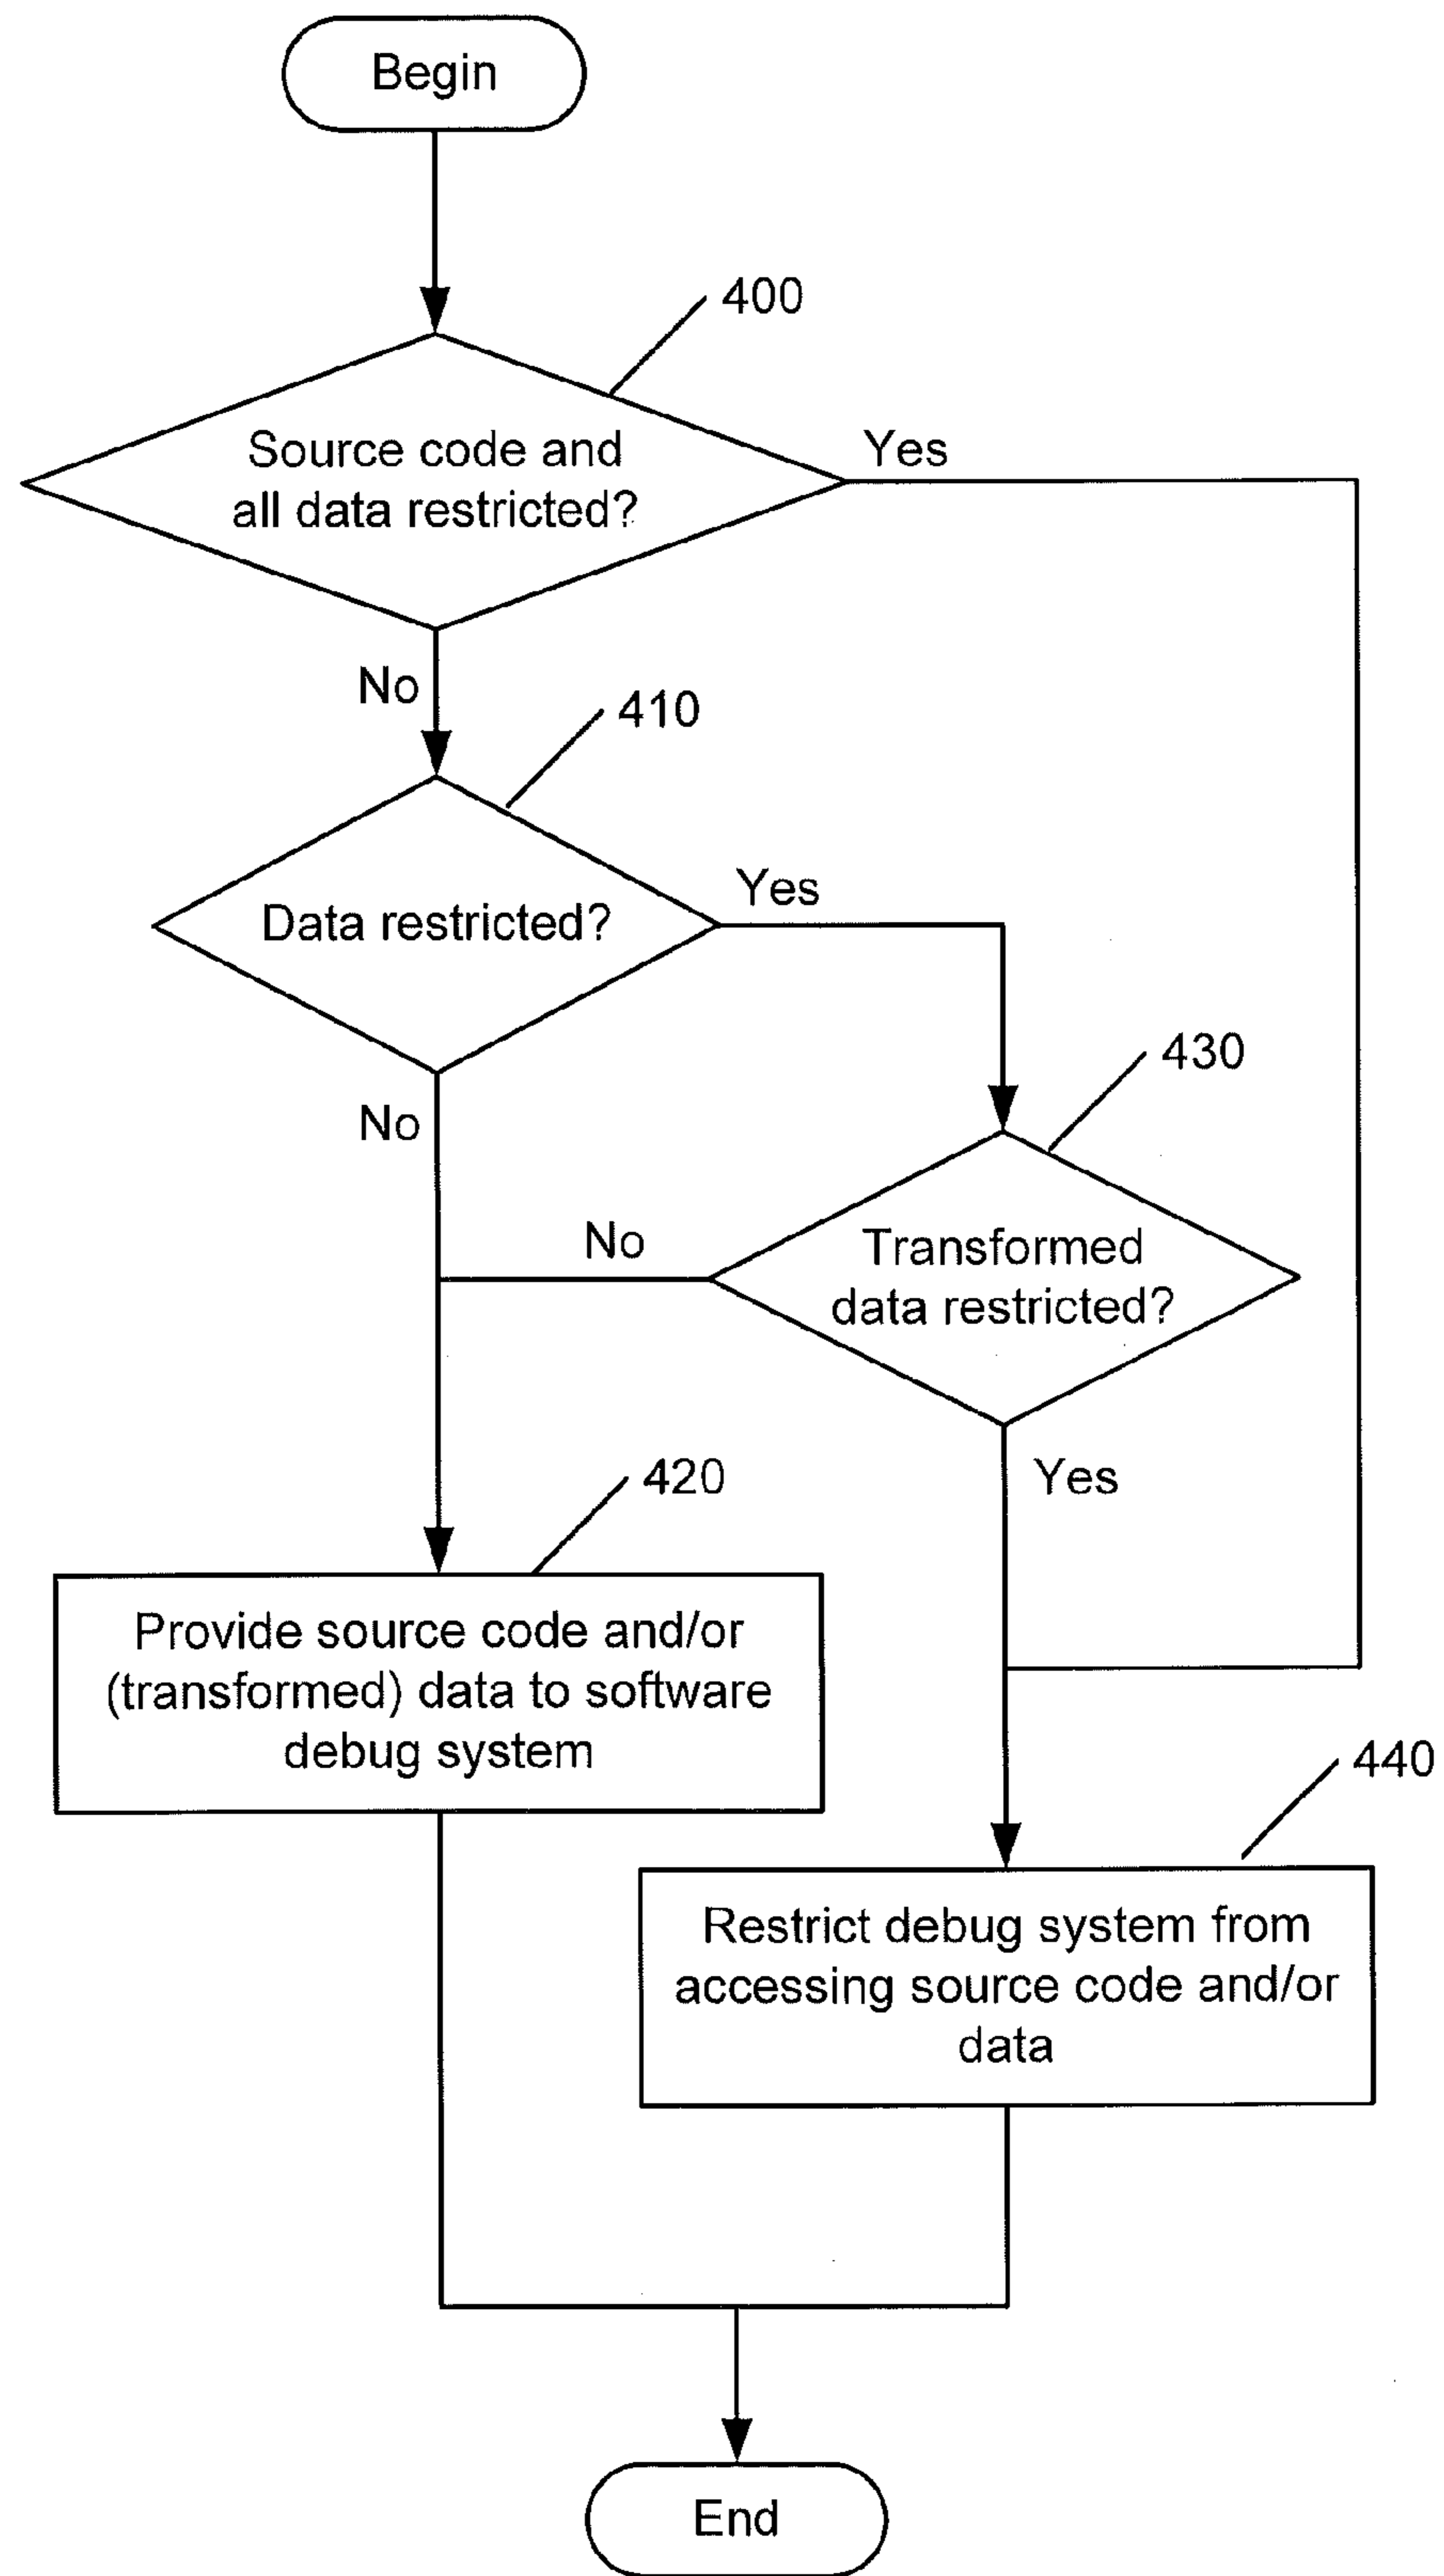 Begin
400
Source code and
all data restricted?
Yes
No
410
Data restricted?
Yes
430
No
No
Transformed
data restricted?
Yes
420
Provide source code and/or
(transformed) data to software
debug system
440
Restrict debug system from
accessing source code and/or
data
End